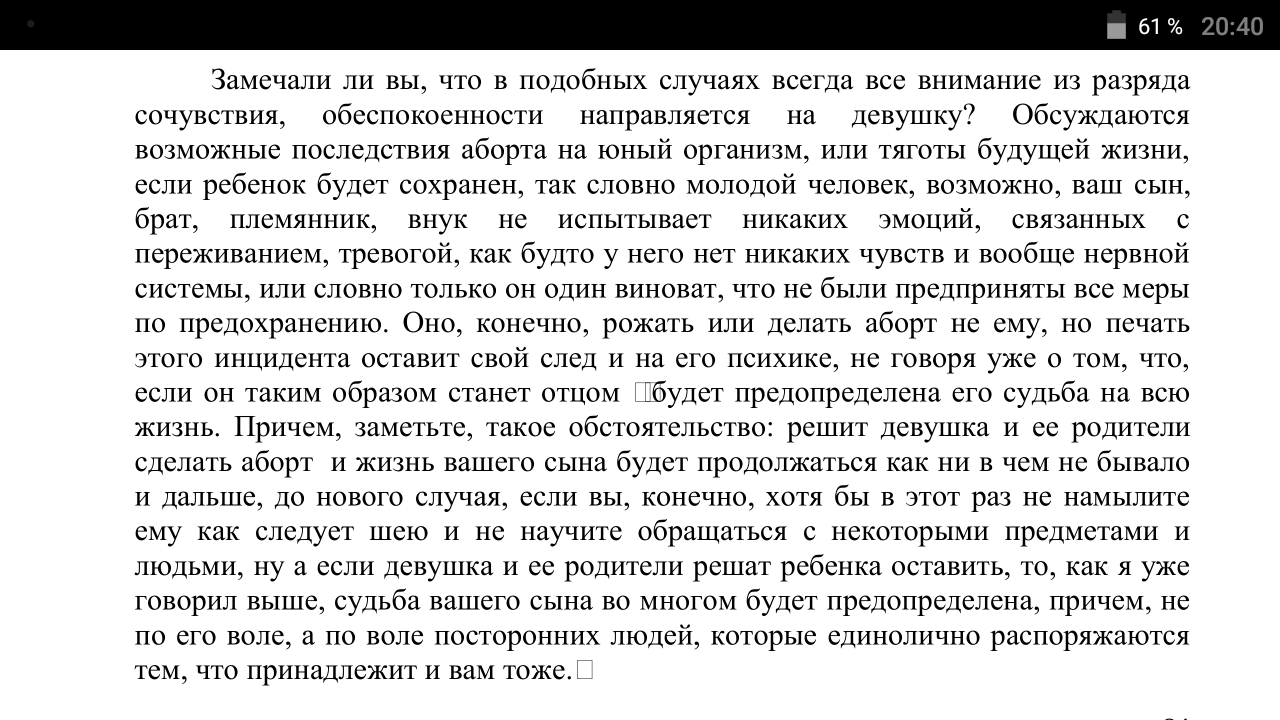 61 % 20:40
Замечали ли вы, что в подобных случаях всегда все внимание из разряда
сочувствия, обеспокоенности направляется на девушку? Обсуждаются
возможные последствия аборта на юный организм, или тяготы будущей жизни,
если ребенок будет сохранен, так словно молодой человек, возможно, ваш сын,
брат, племянник, внук не испытывает никаких эмоций, связанных с
переживанием, тревогой, как будто у него нет никаких чувств и вообще нервной
системы, или словно только он один виноват, что не были предприняты все меры
по предохранению. Оно, конечно, рожать или делать аборт не ему, но печать
этого инцидента оставит свой след и на его психике, не говоря уже о том, что,
если он таким образом станет отцом будет предопределена его судьба на всю
жизнь. Причем, заметьте, такое обстоятельство: решит девушка и ее родители
сделать аборт и жизнь вашего сына будет продолжаться как ни в чем не бывало
и дальше, до нового случая, если вы, конечно, хотя бы в этот раз не намылите
ему как следует шею и не научите обращаться с некоторыми предметами и
людьми, ну а если девушка и ее родители решат ребенка оставить, то, как я уже
говорил выше, судьба вашего сына во многом будет предопределена, причем, не
по его воле, а по воле посторонних людей, которые единолично распоряжаются
тем, что принадлежит и вам тоже.